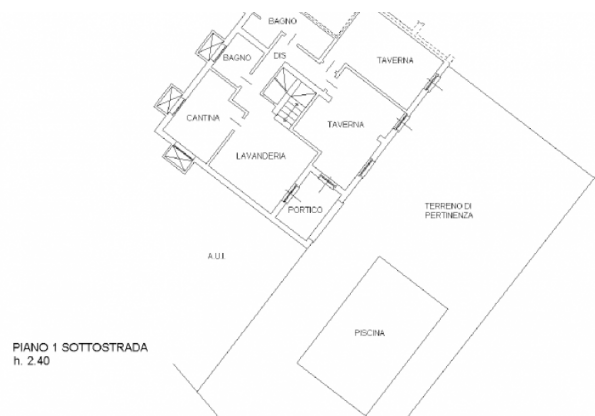 BAGNO
BAGNO
DIS
TAVERNA
CANTINA
TAVERNA
LAVANDERIA
PORTICO
TERRENO DI
PERTINENZA
A.U.I.
PISCINA
PIANO 1 SOTTOSTRADA
h. 2.40